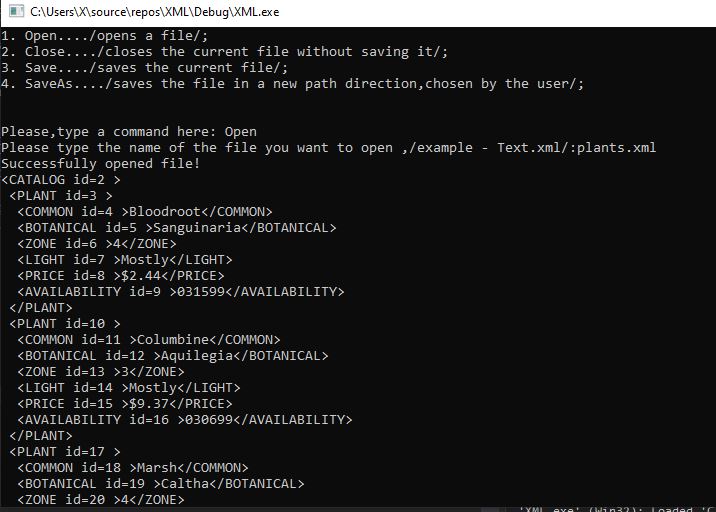 C:\Users\X\source\repos\XML\Debug\XML.exe
1. Open..../opens a file/;
2. Close..../closes the current file without saving it/;
3. Save..../saves the current file/;
4. SaveAs..../saves the file in a new path direction,chosen by the user/;
Please,type a command here: Open
Please type the name of the file you want to open ,/example - Text.xml/:plants.xml
Successfully opened file!
<CATALOG id=2 >
<PLANT id=3 >
<COMMON id=4 >Bloodroot</COMMON>
<BOTANICAL id=5 >Sanguinaria</BOTANICAL>
<ZONE id=6 >4</ZONE>
<LIGHT id=7 >Mostly</LIGHT>
<PRICE id=8 >$2.44</PRICE>
<AVAILABILITY id=9 >031599</AVAILABILITY>
</PLANT>
<PLANT id=10 >
<COMMON id=11 >Columbine</COMMON>
<BOTANICAL id=12 >Aquilegia</BOTANICAL>
<ZONE id=13 >3</ZONE>
<LIGHT id=14 >Mostly</LIGHT>
<PRICE id=15 >$9.37</PRICE>
<AVAILABILITY id=16 >030699</AVAILABILITY>
</PLANT>
<PLANT id=17 >
<COMMON id=18 >Marsh</COMMON>
<BOTANICAL id=19 >Caltha</BOTANICAL>
<ZONE id=20 >4</ZONE>
'XML.exe' (Win32): Loaded 'C